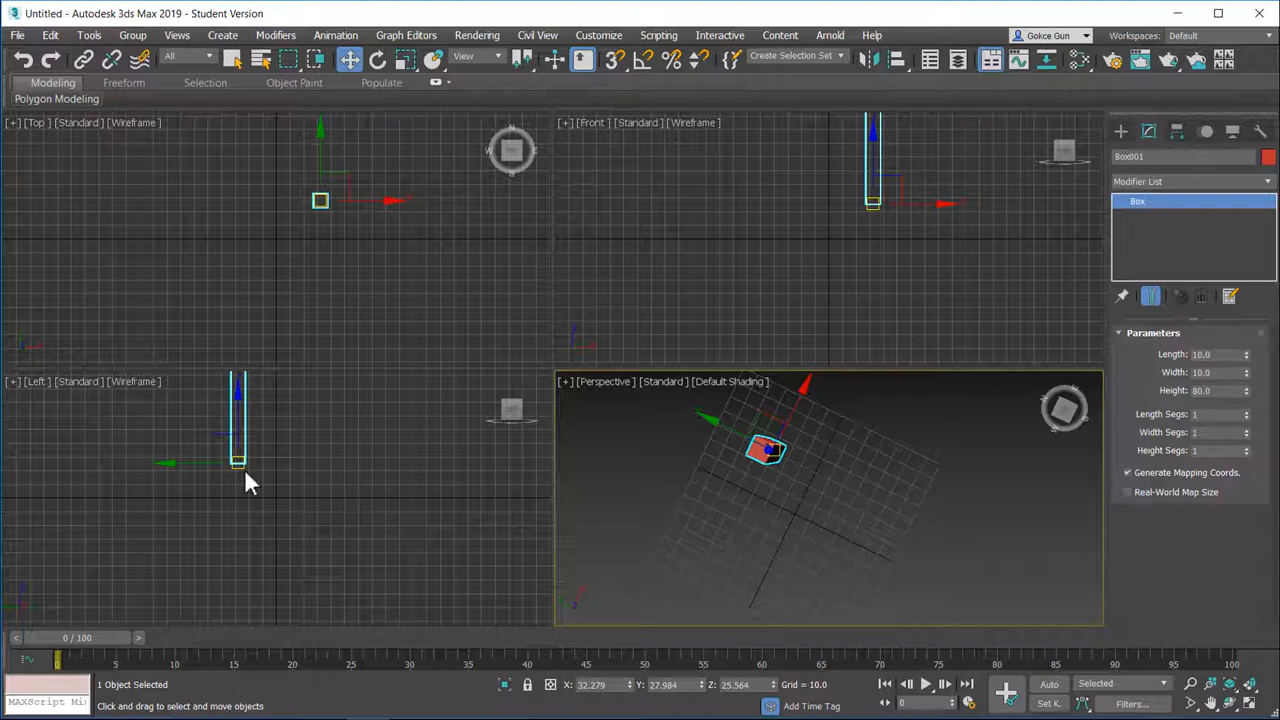 3 Untitled - Autodesk 3ds Max 2019 - Student Version
File Edit Tools Group Views Create Modifiers Animation Graph Editors Rendering Civil View Customize Scripting Interactive Content Arnold Help Gokce Gun Workspaces: Default
All View Create Selection Set
Modeling Freeform Selection Object Paint Populate
Polygon Modeling
[+] [Top ] [Standard ] [Wireframe ]
[+] [Front ] [Standard ] [Wireframe ]
N
W E
S
Box001
Modifier List
Box
Parameters
Length: 10.0
Width: 10.0
Height: 80.0
Length Segs: 1
Width Segs: 1
Height Segs: 1
Generate Mapping Coords.
Real-World Map Size
[+] [Left ] [Standard ] [Wireframe ]
[+] [Perspective ] [Standard ] [Default Shading ]
< 0 / 100 >
0 5 10 15 20 25 30 35 40 45 50 55 60 65 70 75 80 85 90 95 100
1 Object Selected X: 32.279 Y: 27.984 Z: 25.564 Grid = 10.0 Auto Selected
MAXScript Mi Click and drag to select and move objects Add Time Tag 0 Set K. Filters...